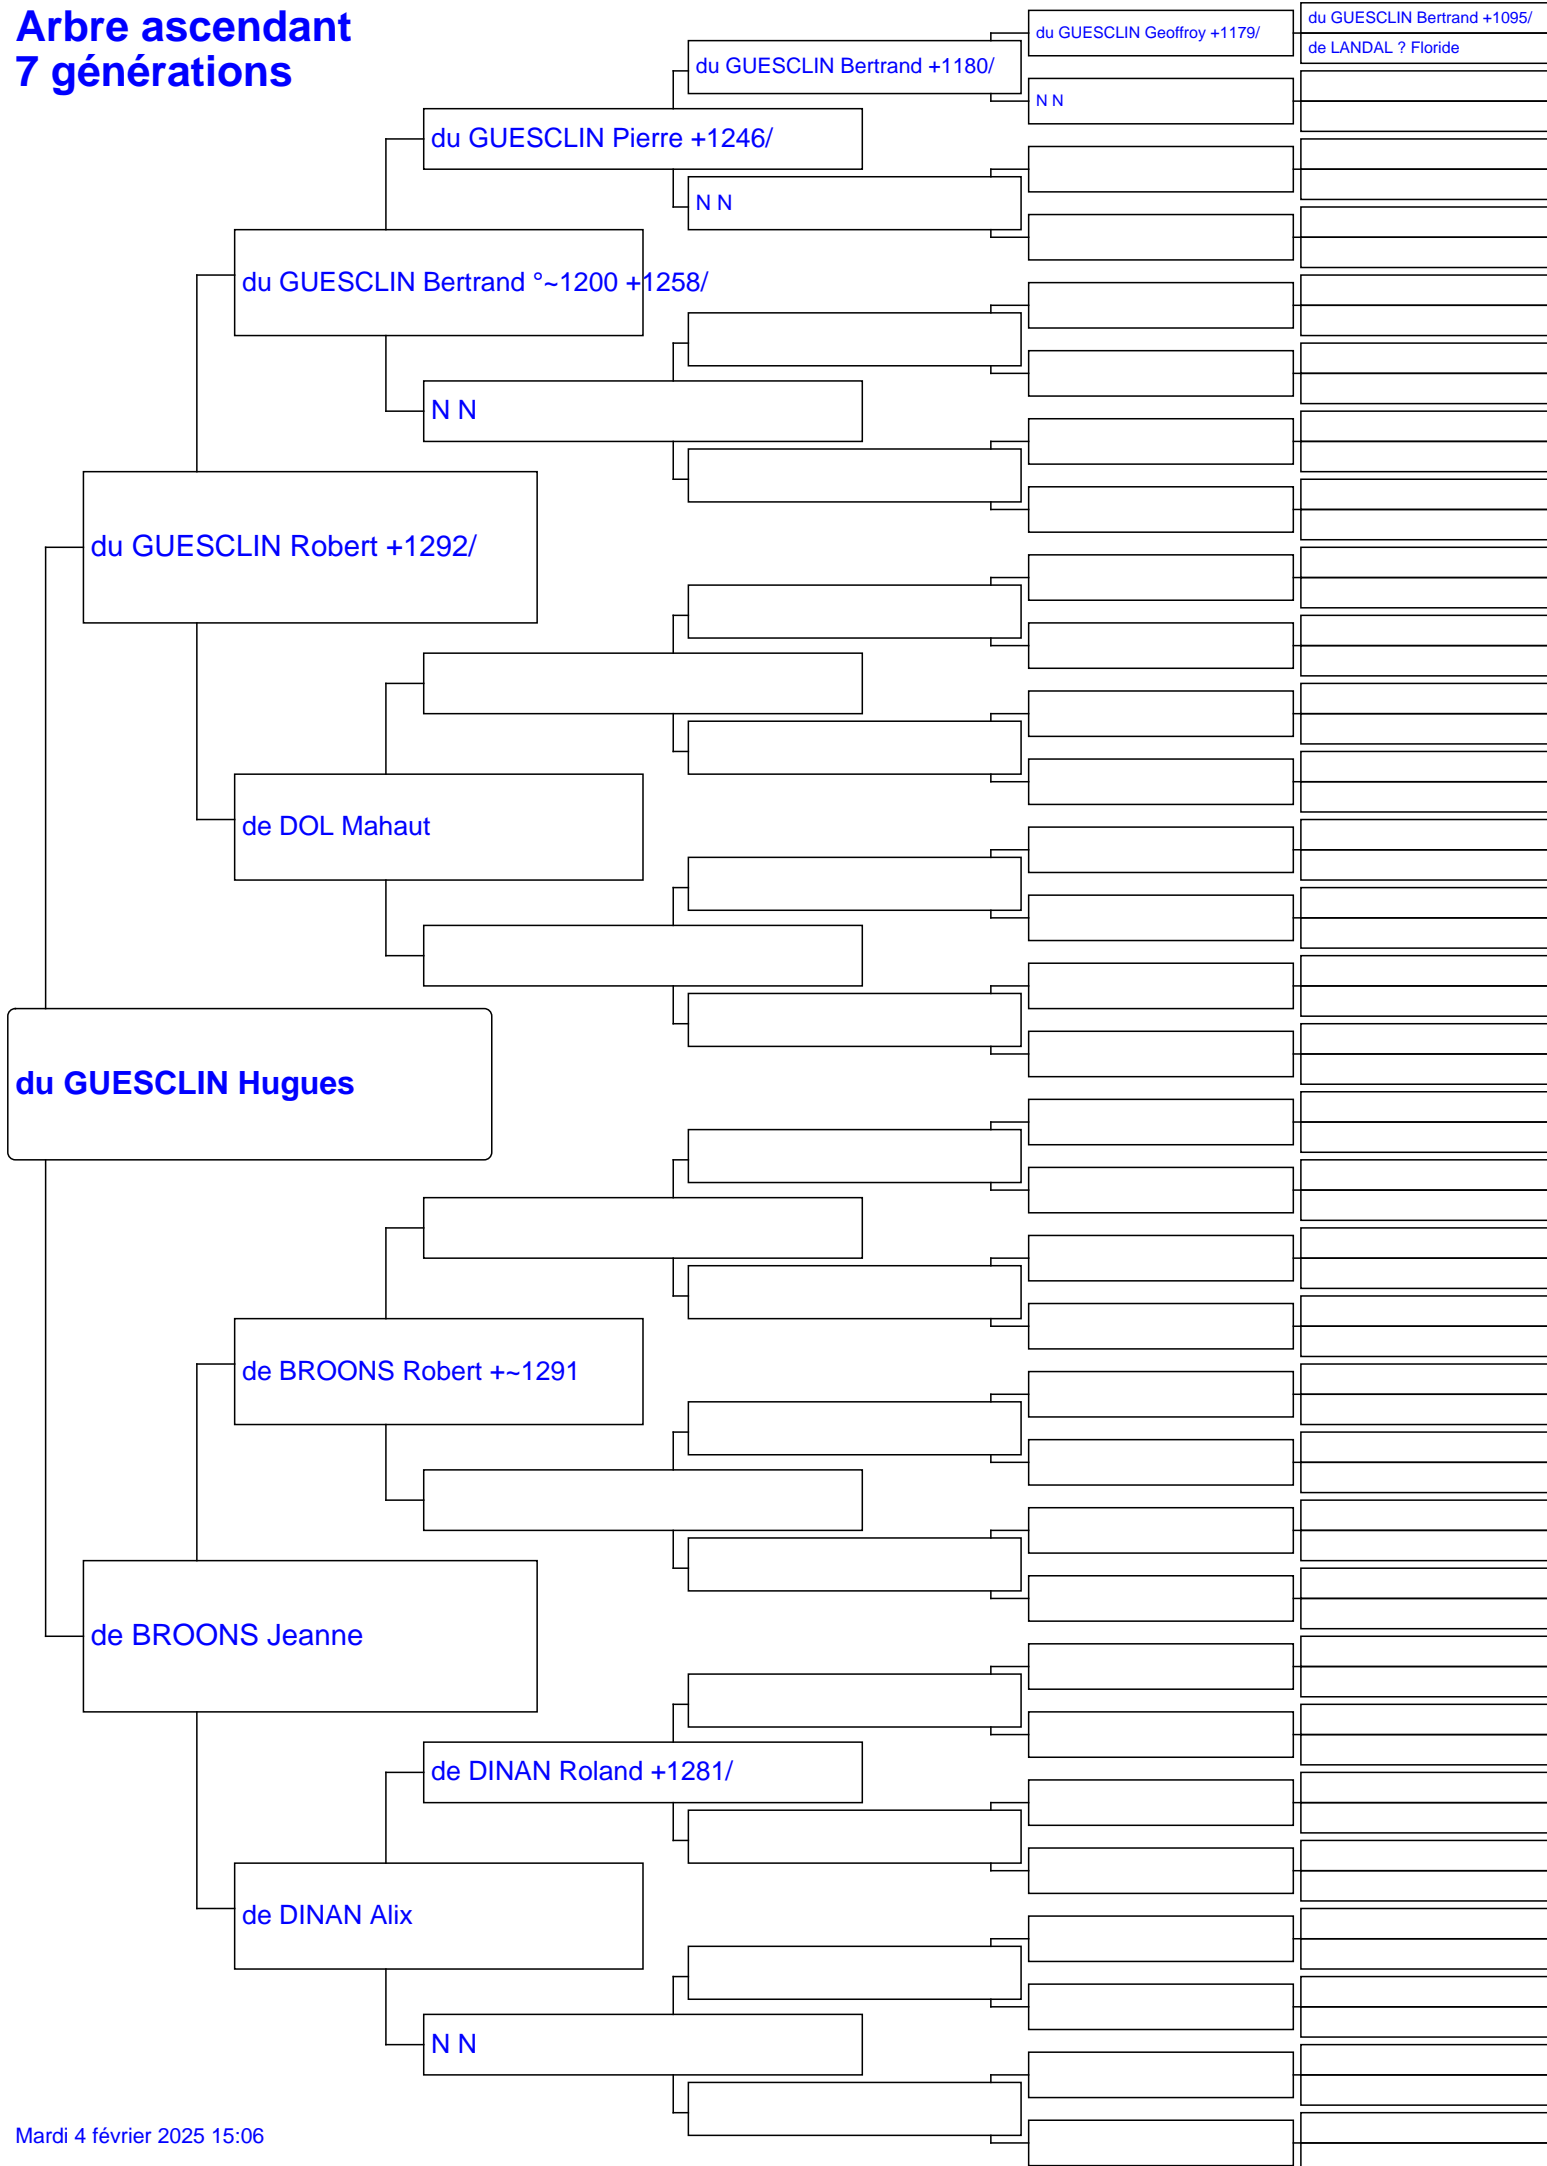 Arbre ascendant
7 générations
du GUESCLIN Bertrand +1095/
de LANDAL ? Floride
du GUESCLIN Geoffroy +1179/
du GUESCLIN Bertrand +1180/
N N
du GUESCLIN Pierre +1246/
N N
du GUESCLIN Bertrand °~1200 +1258/
N N
du GUESCLIN Robert +1292/
de DOL Mahaut
du GUESCLIN Hugues
de BROONS Robert +~1291
de BROONS Jeanne
de DINAN Roland +1281/
de DINAN Alix
N N
Mardi 4 février 2025 15:06